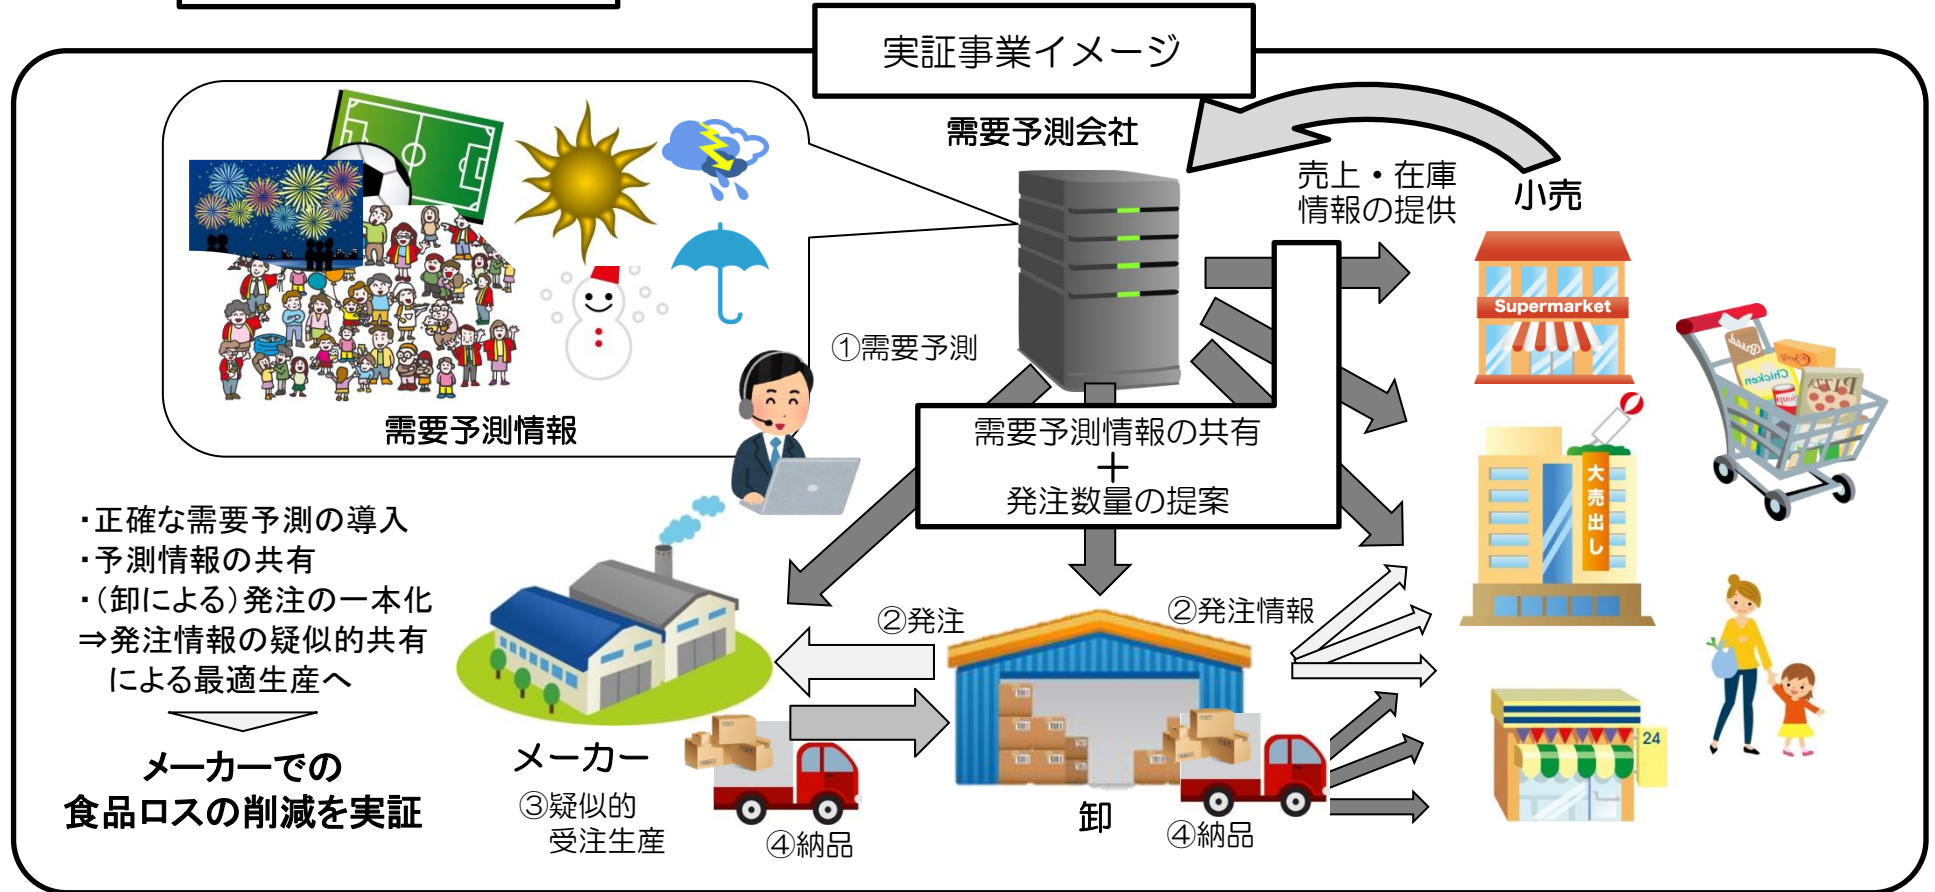 実証事業イメージ
需要予測会社
売上・在庫
情報の提供
小売
Supermarket
①需要予測
需要予測情報
需要予測情報の共有
＋
発注数量の提案
Bread
Chicken
Soup
PIZZA
大売出し
・正確な需要予測の導入
・予測情報の共有
・（卸による）発注の一本化
⇒発注情報の疑似的共有
による最適生産へ
メーカーでの
食品ロスの削減を実証
②発注
②発注情報
メーカー
③疑似的
受注生産
④納品
卸
④納品
24